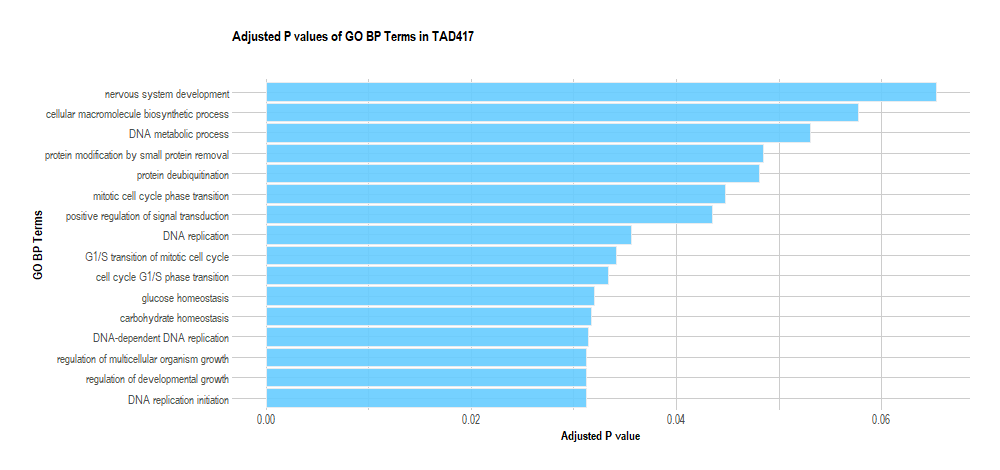 Adjusted P values of GO BP Terms in TAD417
nervous system development
cellular macromolecule biosynthetic process
DNA metabolic process
protein modification by small protein removal
protein deubiquitination
mitotic cell cycle phase transition
positive regulation of signal transduction
DNA replication
G1/S transition of mitotic cell cycle
cell cycle G1/S phase transition
glucose homeostasis
carbohydrate homeostasis
DNA-dependent DNA replication
regulation of multicellular organism growth
regulation of developmental growth
DNA replication initiation
GO BP Terms
0.00 0.02 0.04 0.06
Adjusted P value